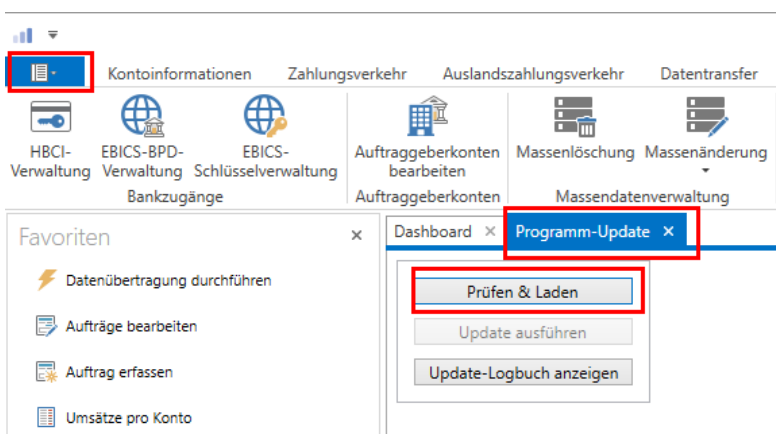 Kontoinformationen Zahlungsverkehr Auslandszahlungsverkehr Datentransfer
HBCI-
Verwaltung
EBICS-BPD-
Verwaltung
EBICS-
Schlüsselverwaltung
Auftraggeberkonten
bearbeiten
Massenlöschung
Massenänderung
Bankzugänge
Auftraggeberkonten
Massendatenverwaltung
Favoriten
Datenübertragung durchführen
Aufträge bearbeiten
Auftrag erfassen
Umsätze pro Konto
Dashboard
Programm-Update
Prüfen & Laden
Update ausführen
Update-Logbuch anzeigen